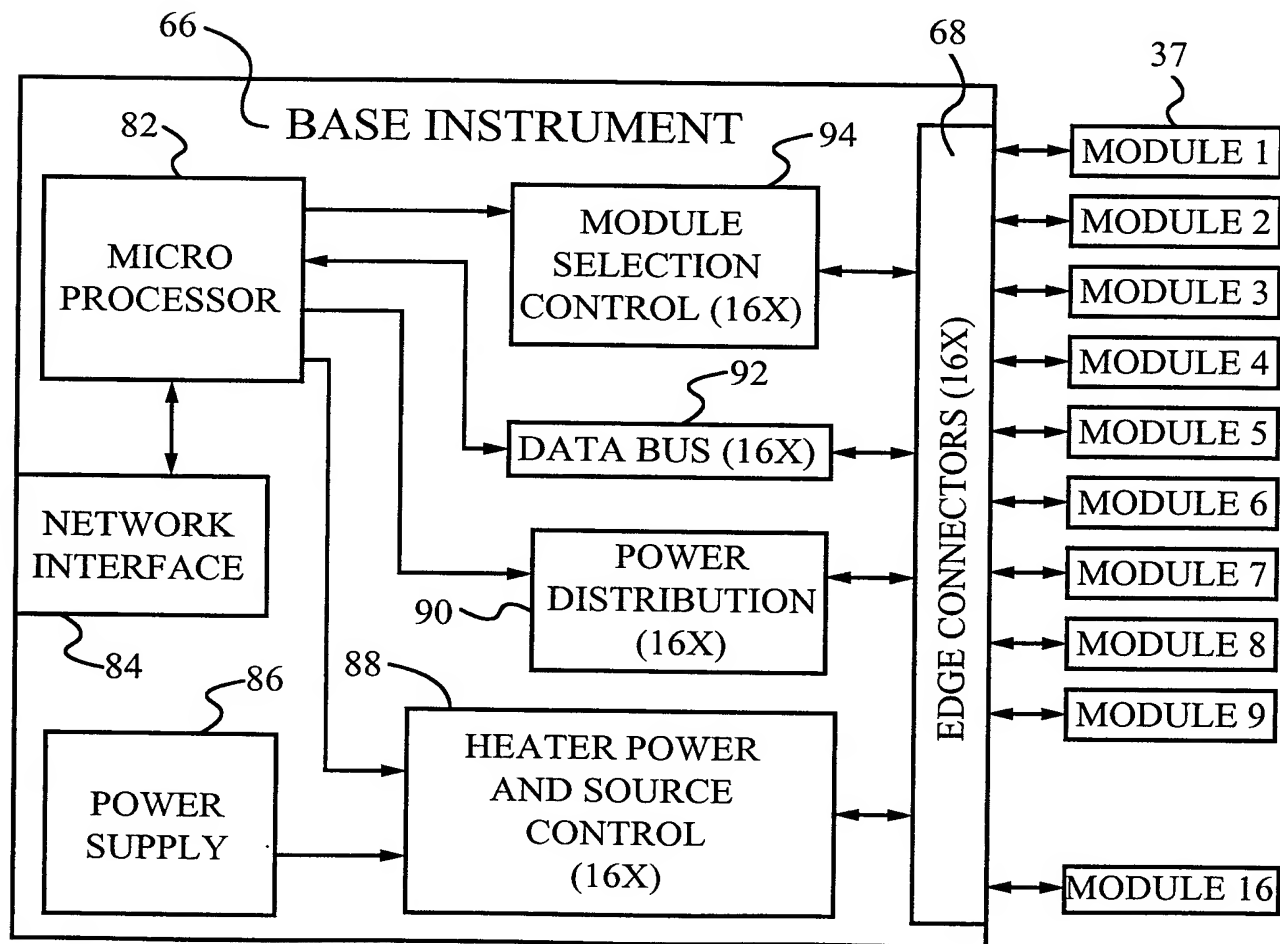 66
68
37
BASE INSTRUMENT
82
94
MICRO
PROCESSOR
MODULE
SELECTION
CONTROL (16X)
92
DATA BUS (16X)
NETWORK
INTERFACE
84
POWER
DISTRIBUTION
(16X)
90
86
88
POWER
SUPPLY
HEATER POWER
AND SOURCE
CONTROL
(16X)
EDGE CONNECTORS (16X)
MODULE 1
MODULE 2
MODULE 3
MODULE 4
MODULE 5
MODULE 6
MODULE 7
MODULE 8
MODULE 9
MODULE 16